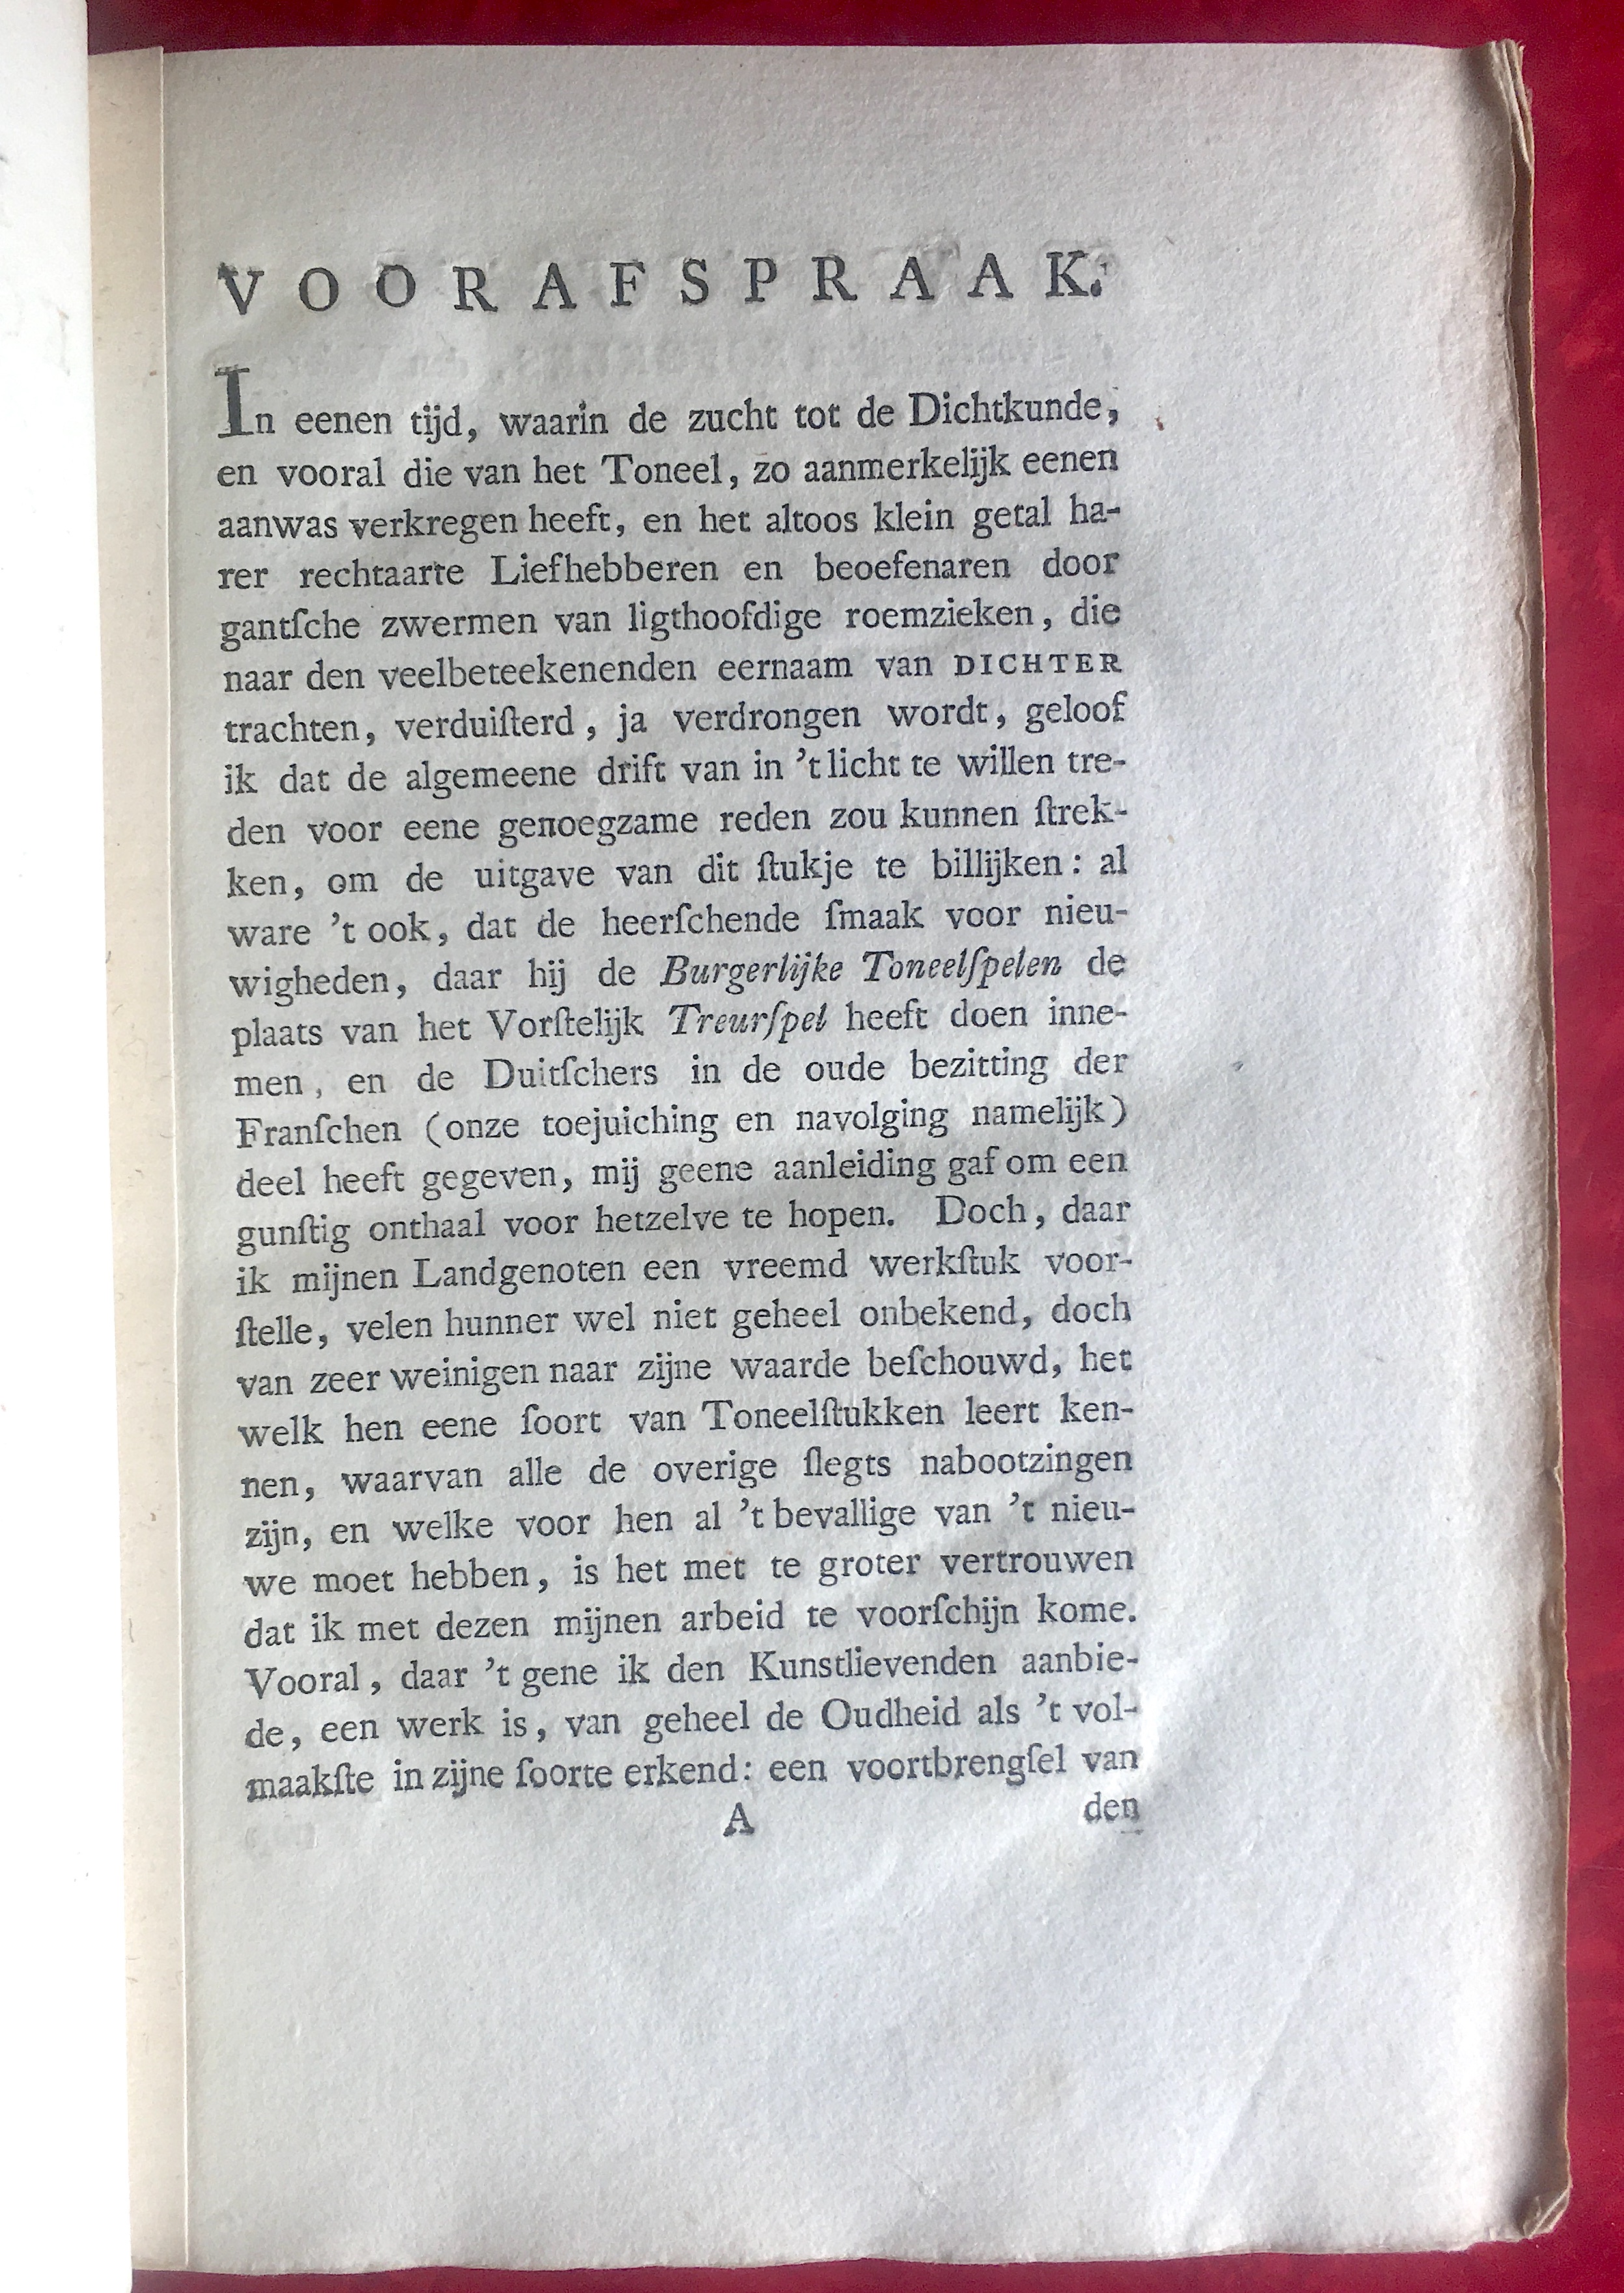 VOORAFSPRAAK.
In eenen tijd, waarin de zucht tot de Dichtkunde,
en vooral die van het Toneel, zo aanmerkelijk eenen
aanwas verkregen heeft, en het altoos klein getal ha-
rer rechtaarte Liefhebberen en beoefenaren door
gantſche zwermen van ligthoofdige roemzieken, die
naar den veelbeteekenenden eernaam van DICHTER
trachten, verduiſterd, ja verdrongen wordt, geloof
ik dat de algemeene drift van in 't licht te willen tre-
den voor eene genoegzame reden zou kunnen ſtrek-
ken, om de uitgave van dit ſtukje te billijken: al
ware 't ook, dat de heerſchende ſmaak voor nieu-
wigheden, daar hij de Burgerlijke Toneelſpelen de
plaats van het Vorſtelijk Treurſpel heeft doen inne-
men, en de Duitſchers in de oude bezitting der
Franſchen (onze toejuiching en navolging namelijk)
deel heeft gegeven, mij geene aanleiding gaf om een
gunſtig onthaal voor hetzelve te hopen. Doch, daar
ik mijnen Landgenoten een vreemd werkſtuk voor-
ſtelle, velen hunner wel niet geheel onbekend, doch
van zeer weinigen naar zijne waarde beſchouwd, het
welk hen eene ſoort van Toneelſtukken leert ken-
nen, waarvan alle de overige ſlegts nabootzingen
zijn, en welke voor hen al 't bevallige van 't nieu-
we moet hebben, is het met te groter vertrouwen
dat ik met dezen mijnen arbeid te voorſchijn kome.
Vooral, daar 't gene ik den Kunstlievenden aanbie-
de, een werk is, van geheel de Oudheid als 't vol-
maakſte in zijne ſoorte erkend: een voortbrengſel van
A den